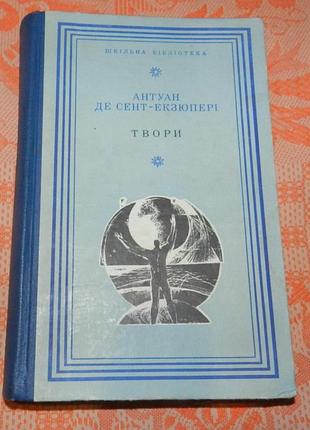 ШКІЛЬНА БІБЛІОТЕКА
АНТУАН
ДЕ СЕНТ-ЕКЗЮПЕРІ
ТВОРИ